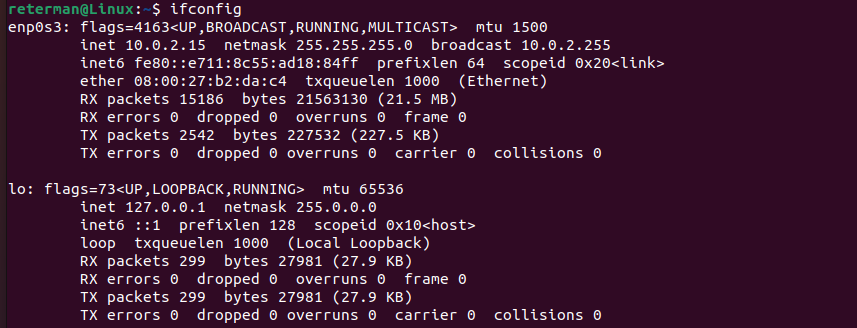 reterman@Linux:~$ ifconfig
enp0s3: flags=4163<UP,BROADCAST,RUNNING,MULTICAST>  mtu 1500
        inet 10.0.2.15  netmask 255.255.255.0  broadcast 10.0.2.255
        inet6 fe80::e711:8c55:ad18:84ff  prefixlen 64  scopeid 0x20<link>
        ether 08:00:27:b2:da:c4  txqueuelen 1000  (Ethernet)
        RX packets 15186  bytes 21563130 (21.5 MB)
        RX errors 0  dropped 0  overruns 0  frame 0
        TX packets 2542  bytes 227532 (227.5 KB)
        TX errors 0  dropped 0 overruns 0  carrier 0  collisions 0

lo: flags=73<UP,LOOPBACK,RUNNING>  mtu 65536
        inet 127.0.0.1  netmask 255.0.0.0
        inet6 ::1  prefixlen 128  scopeid 0x10<host>
        loop  txqueuelen 1000  (Local Loopback)
        RX packets 299  bytes 27981 (27.9 KB)
        RX errors 0  dropped 0  overruns 0  frame 0
        TX packets 299  bytes 27981 (27.9 KB)
        TX errors 0  dropped 0 overruns 0  carrier 0  collisions 0